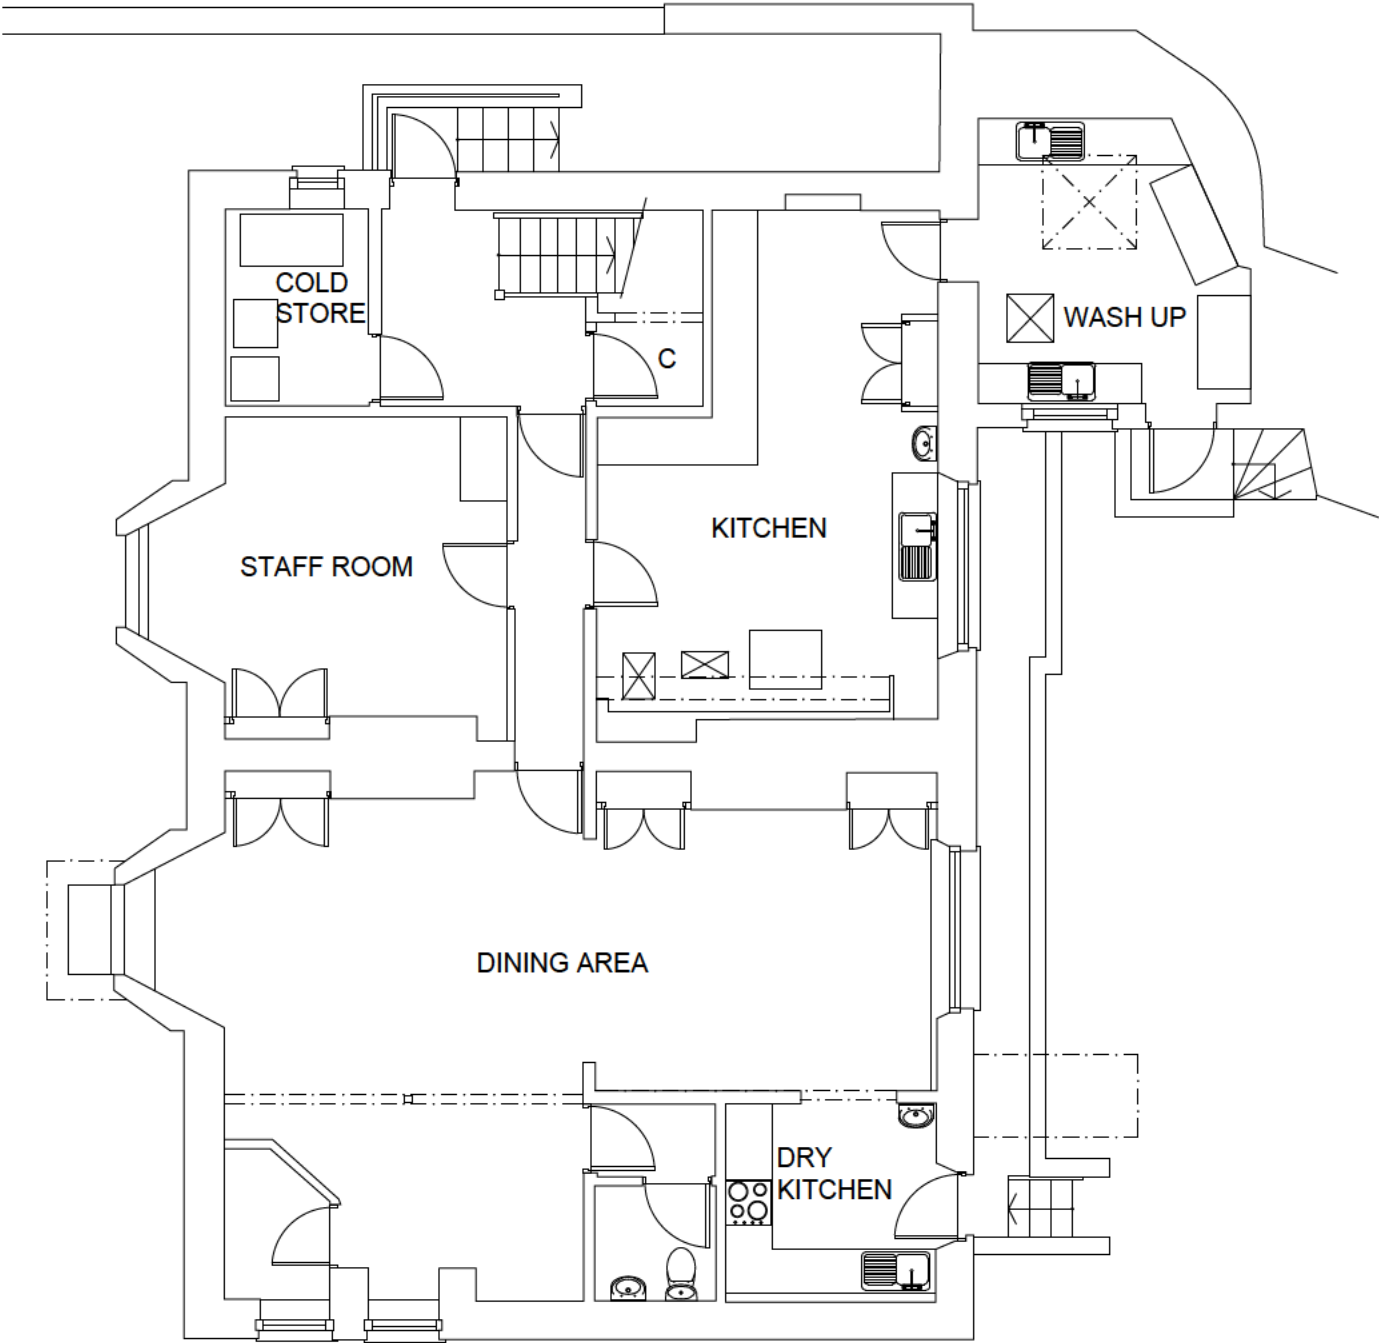 COLD
STORE
WASH UP
C
KITCHEN
STAFF ROOM
DINING AREA
DRY
KITCHEN